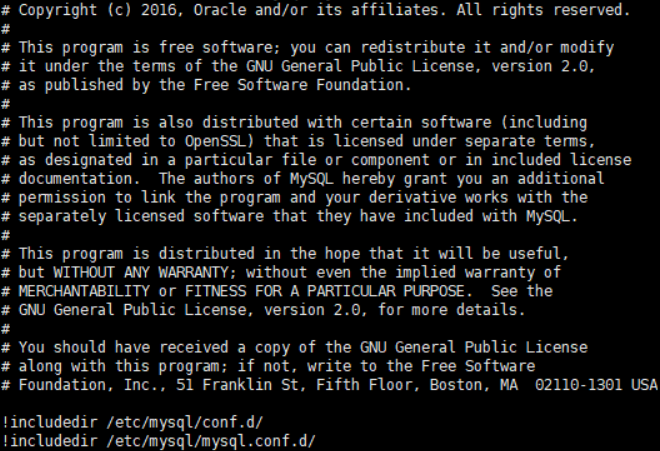 # Copyright (c) 2016, Oracle and/or its affiliates. All rights reserved.
#
# This program is free software; you can redistribute it and/or modify
# it under the terms of the GNU General Public License, version 2.0,
# as published by the Free Software Foundation.
#
# This program is also distributed with certain software (including
# but not limited to OpenSSL) that is licensed under separate terms,
# as designated in a particular file or component or in included license
# documentation.  The authors of MySQL hereby grant you an additional
# permission to link the program and your derivative works with the
# separately licensed software that they have included with MySQL.
#
# This program is distributed in the hope that it will be useful,
# but WITHOUT ANY WARRANTY; without even the implied warranty of
# MERCHANTABILITY or FITNESS FOR A PARTICULAR PURPOSE.  See the
# GNU General Public License, version 2.0, for more details.
#
# You should have received a copy of the GNU General Public License
# along with this program; if not, write to the Free Software
# Foundation, Inc., 51 Franklin St, Fifth Floor, Boston, MA  02110-1301 USA

!includedir /etc/mysql/conf.d/
!includedir /etc/mysql/mysql.conf.d/